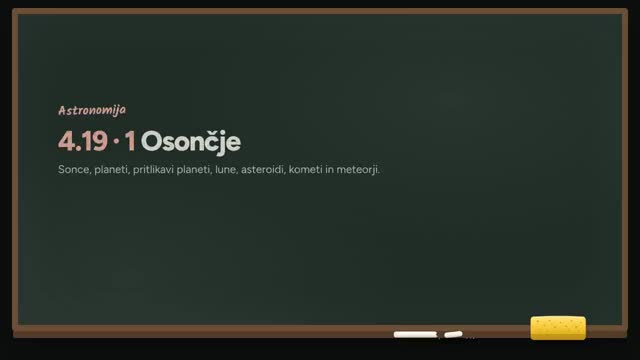 Astronomija
4.19 · 1 Osončje
Sonce, planeti, pritlikavi planeti, lune, asteroidi, kometi in meteorji.